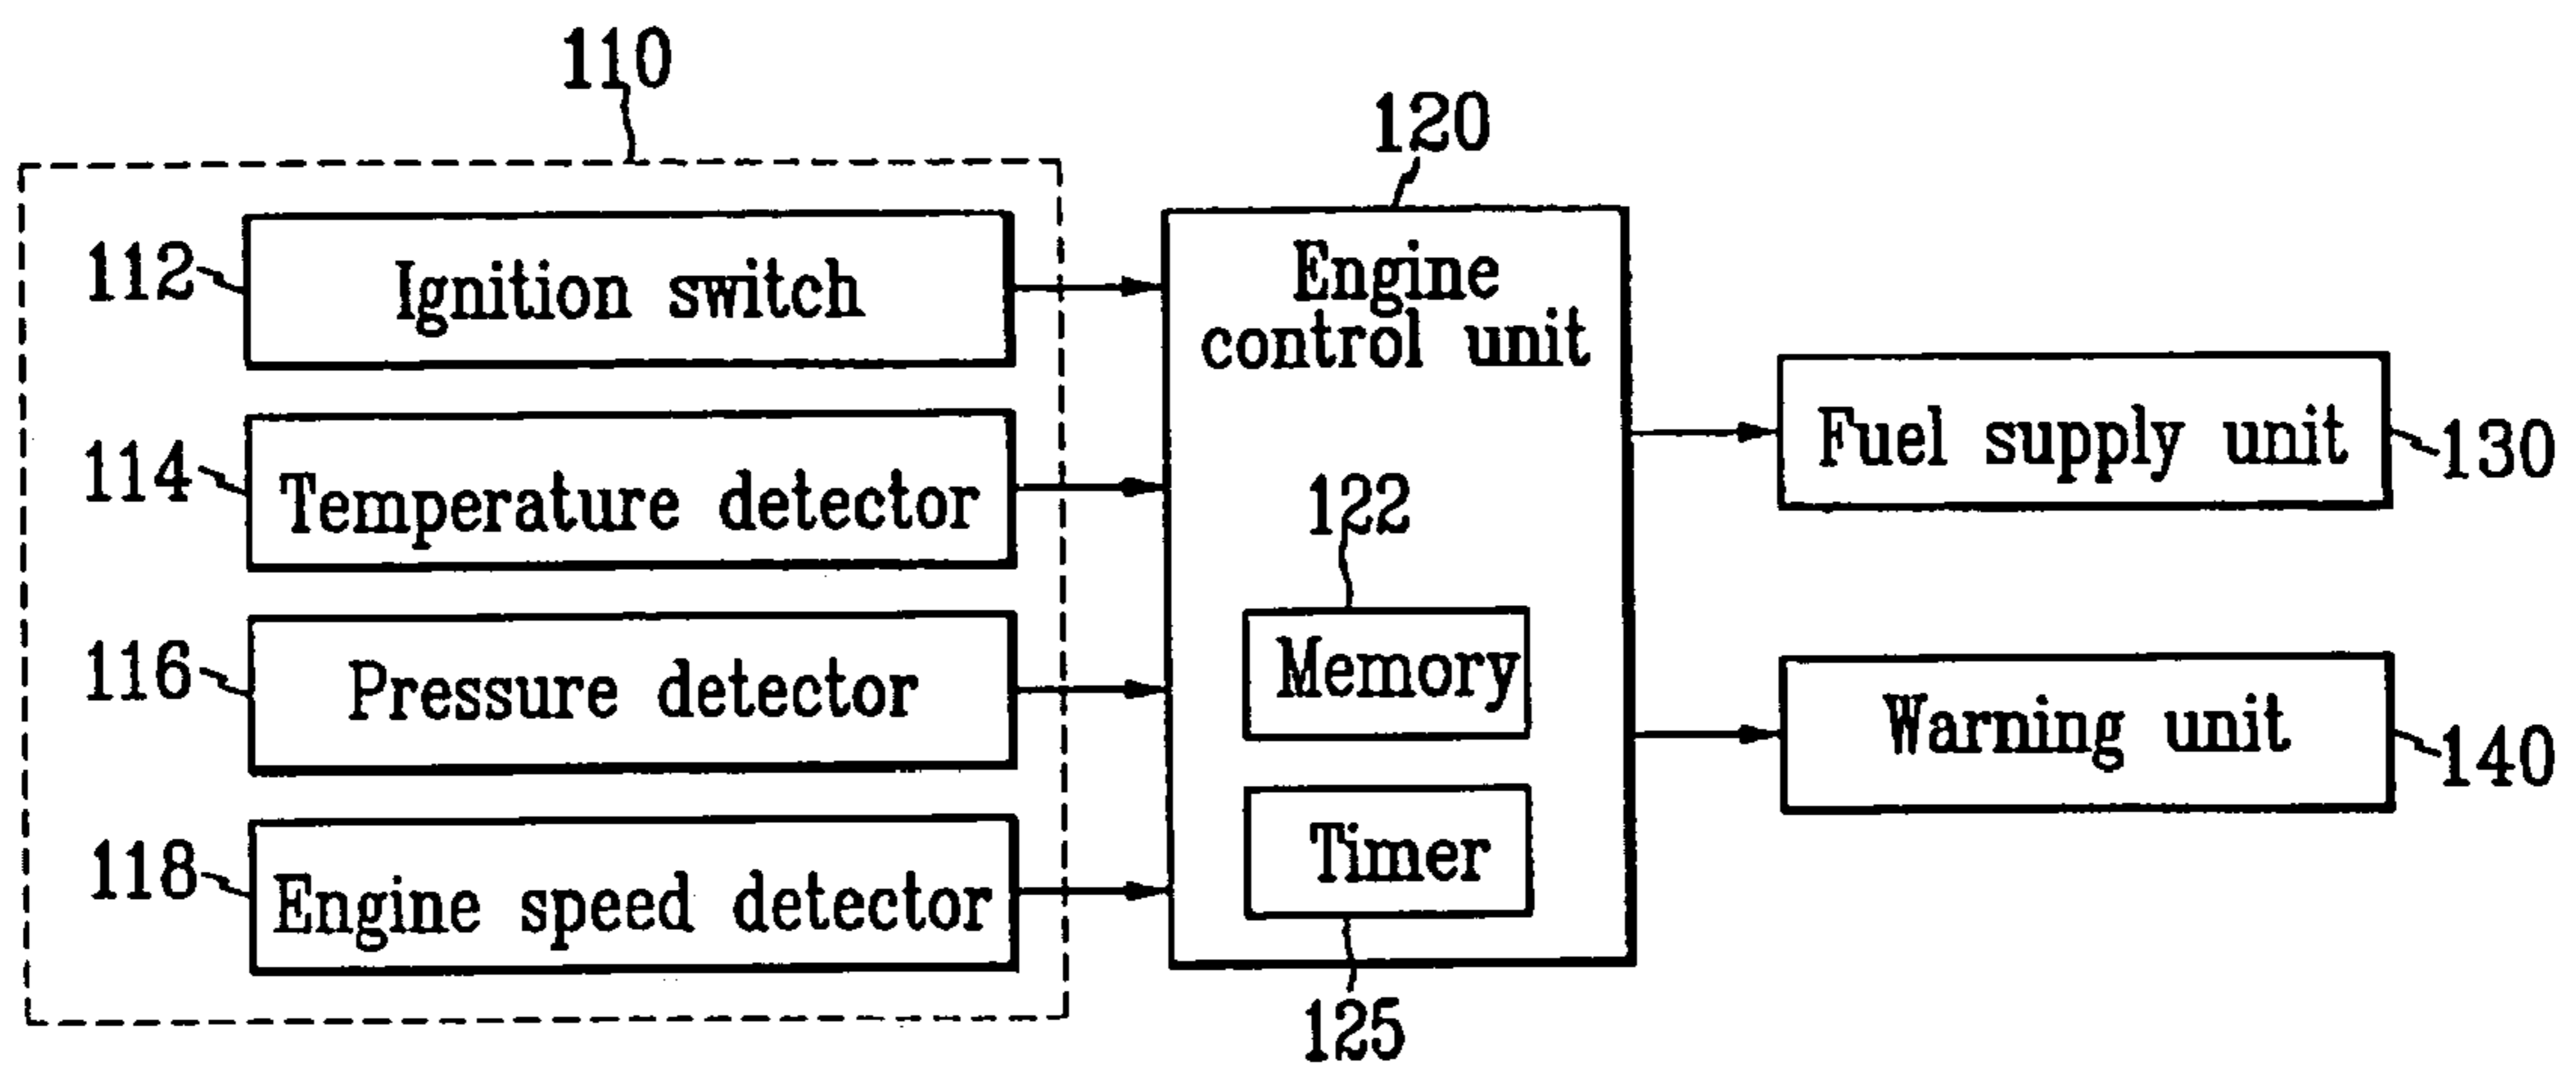 110
120
112
Ignition switch
Engine
control unit
114
Temperature detector
Fuel supply unit
130
122
116
Pressure detector
Memory
Warning unit
140
118
Engine speed detector
Timer
125